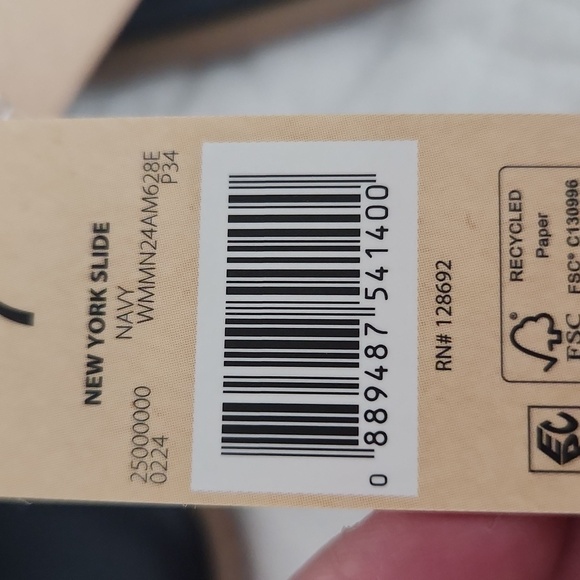 NEW YORK SLIDE
NAVY
WMMN24AM628E
P34
25000000
0224
0 889487 541400
RN# 128692
RECYCLED
Paper
FSC
FSC® C130996